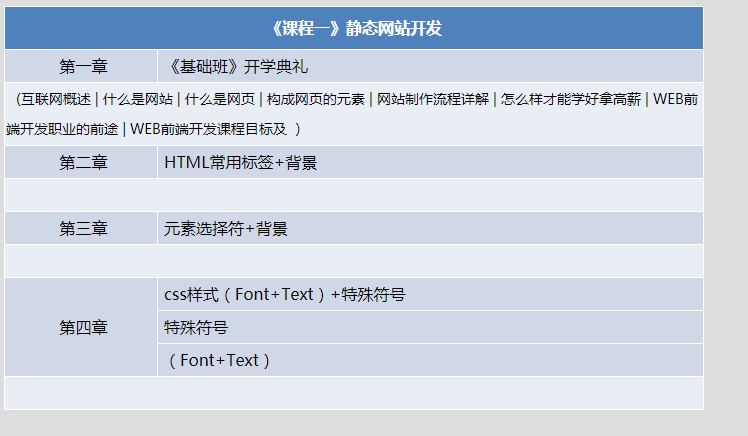 《课程一》静态网站开发
第一章 《基础班》开学典礼
(互联网概述 | 什么是网站 | 什么是网页 | 构成网页的元素 | 网站制作流程详解 | 怎么样才能学好拿高薪 | WEB前
端开发职业的前途 | WEB前端开发课程目标及 ）
第二章 HTML常用标签+背景
第三章 元素选择符+背景
css样式（Font+Text）+特殊符号
第四章 特殊符号
（Font+Text）